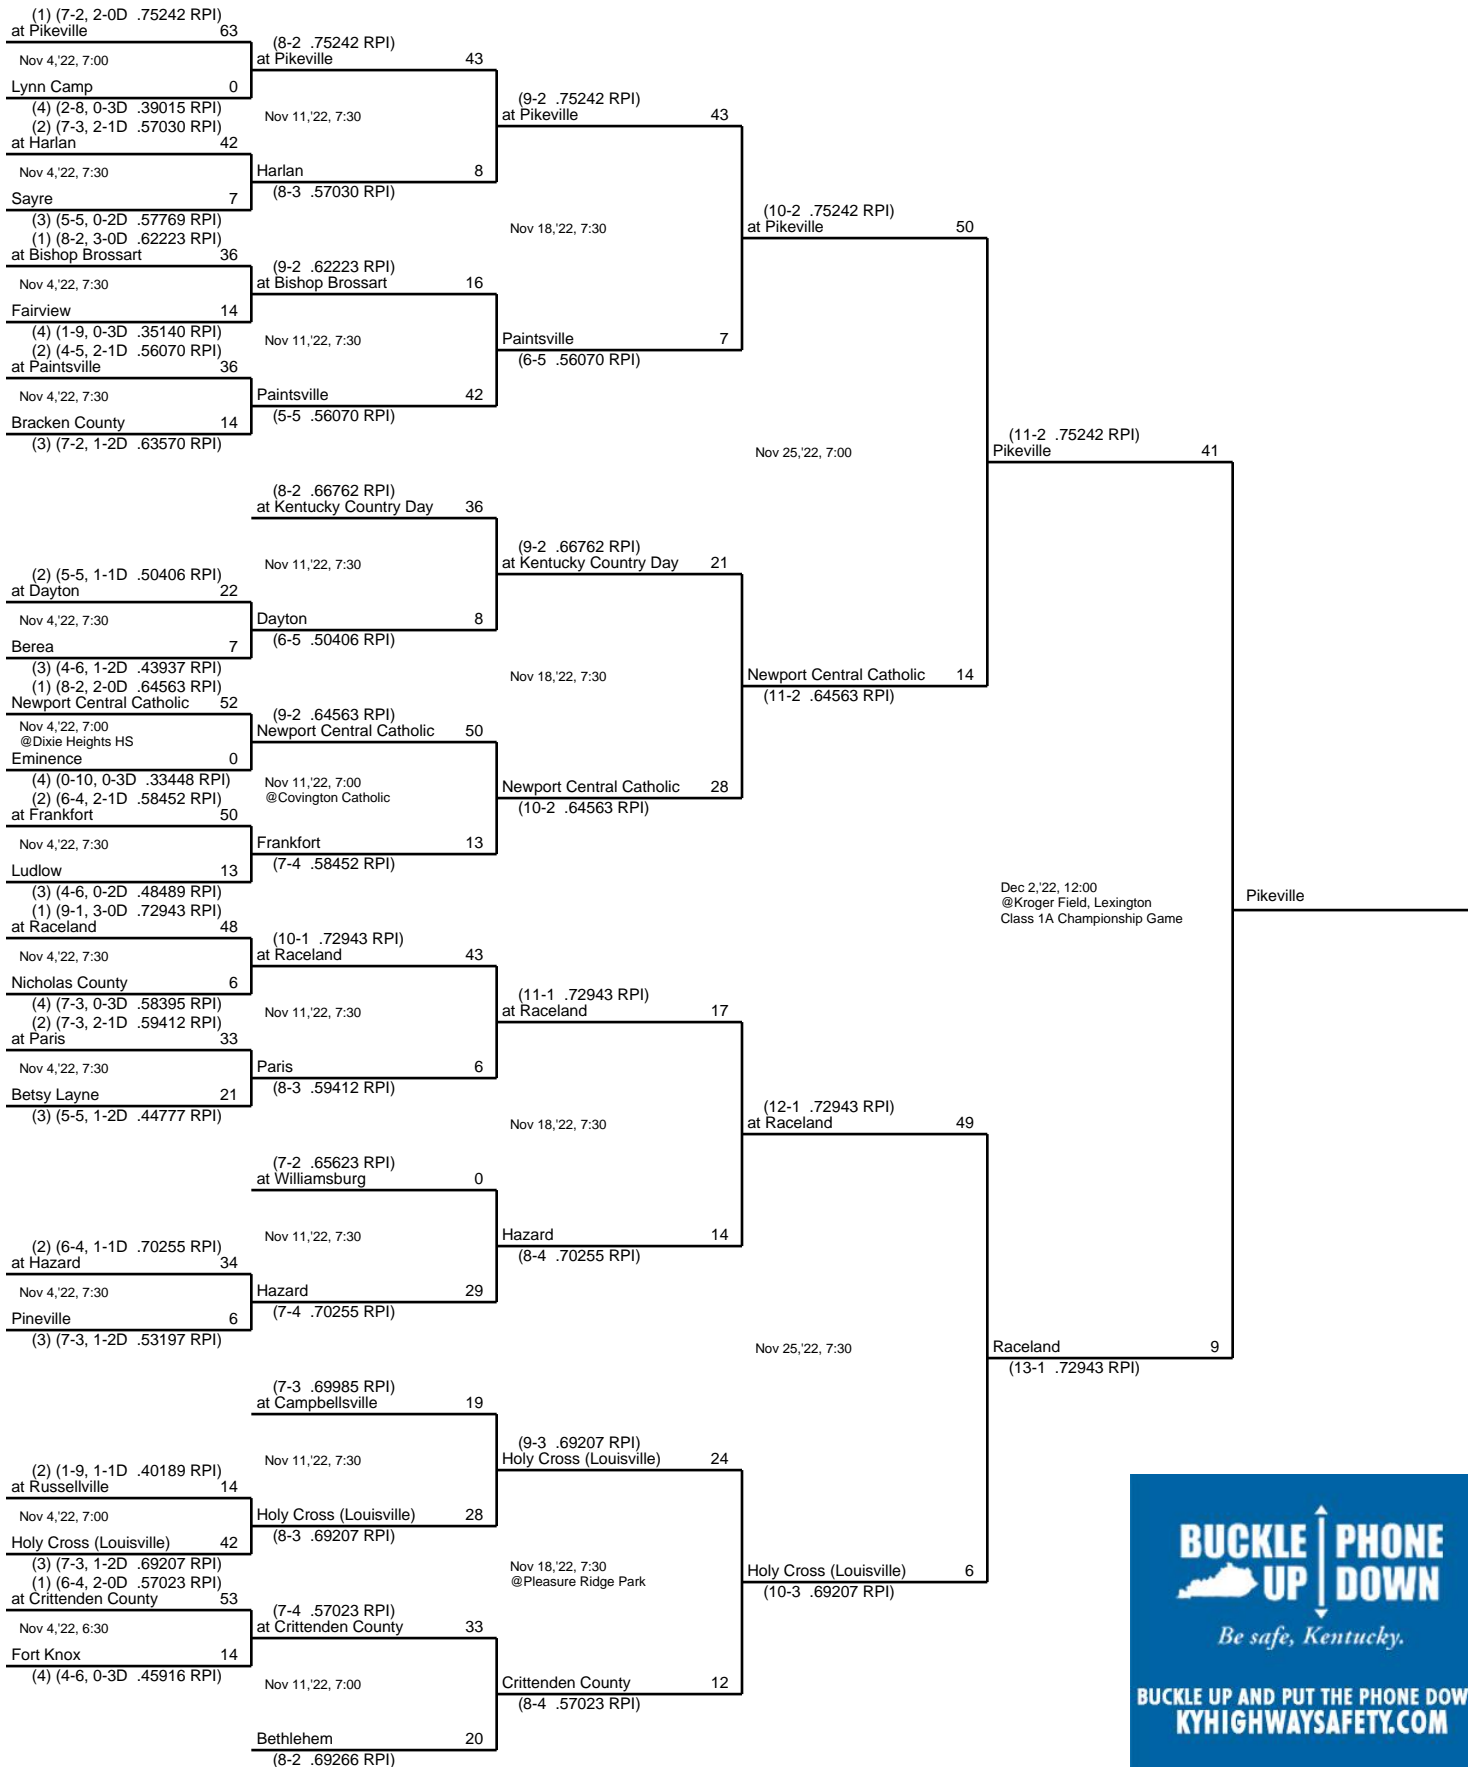 (1) (7-2, 2-0D .75242 RPI)
at Pikeville 63
Nov 4,'22, 7:00
Lynn Camp 0
(4) (2-8, 0-3D .39015 RPI)
(2) (7-3, 2-1D .57030 RPI)
at Harlan 42
Nov 4,'22, 7:30
Sayre 7
(3) (5-5, 0-2D .57769 RPI)
(1) (8-2, 3-0D .62223 RPI)
at Bishop Brossart 36
Nov 4,'22, 7:30
Fairview 14
(4) (1-9, 0-3D .35140 RPI)
(2) (4-5, 2-1D .56070 RPI)
at Paintsville 36
Nov 4,'22, 7:30
Bracken County 14
(3) (7-2, 1-2D .63570 RPI)
(2) (5-5, 1-1D .50406 RPI)
at Dayton 22
Nov 4,'22, 7:30
Berea 7
(3) (4-6, 1-2D .43937 RPI)
(1) (8-2, 2-0D .64563 RPI)
Newport Central Catholic 52
Nov 4,'22, 7:00
@Dixie Heights HS
Eminence 0
(4) (0-10, 0-3D .33448 RPI)
(2) (6-4, 2-1D .58452 RPI)
at Frankfort 50
Nov 4,'22, 7:30
Ludlow 13
(3) (4-6, 0-2D .48489 RPI)
(1) (9-1, 3-0D .72943 RPI)
at Raceland 48
Nov 4,'22, 7:30
Nicholas County 6
(4) (7-3, 0-3D .58395 RPI)
(2) (7-3, 2-1D .59412 RPI)
at Paris 33
Nov 4,'22, 7:30
Betsy Layne 21
(3) (5-5, 1-2D .44777 RPI)
(2) (6-4, 1-1D .70255 RPI)
at Hazard 34
Nov 4,'22, 7:30
Pineville 6
(3) (7-3, 1-2D .53197 RPI)
(2) (1-9, 1-1D .40189 RPI)
at Russellville 14
Nov 4,'22, 7:00
Holy Cross (Louisville) 42
(3) (7-3, 1-2D .69207 RPI)
(1) (6-4, 2-0D .57023 RPI)
at Crittenden County 53
Nov 4,'22, 6:30
Fort Knox 14
(4) (4-6, 0-3D .45916 RPI)
(8-2 .75242 RPI)
at Pikeville 43
Nov 11,'22, 7:30
Harlan 8
(8-3 .57030 RPI)
(9-2 .62223 RPI)
at Bishop Brossart 16
Nov 11,'22, 7:30
Paintsville 42
(5-5 .56070 RPI)
(8-2 .66762 RPI)
at Kentucky Country Day 36
Nov 11,'22, 7:30
Dayton 8
(6-5 .50406 RPI)
(9-2 .64563 RPI)
Newport Central Catholic 50
Nov 11,'22, 7:00
@Covington Catholic
Frankfort 13
(7-4 .58452 RPI)
(10-1 .72943 RPI)
at Raceland 43
Nov 11,'22, 7:30
Paris 6
(8-3 .59412 RPI)
(7-2 .65623 RPI)
at Williamsburg 0
Nov 11,'22, 7:30
Hazard 29
(7-4 .70255 RPI)
(7-3 .69985 RPI)
at Campbellsville 19
Nov 11,'22, 7:30
Holy Cross (Louisville) 28
(8-3 .69207 RPI)
(7-4 .57023 RPI)
at Crittenden County 33
Nov 11,'22, 7:00
Bethlehem 20
(8-2 .69266 RPI)
(9-2 .75242 RPI)
at Pikeville 43
Nov 18,'22, 7:30
Paintsville 7
(6-5 .56070 RPI)
(9-2 .66762 RPI)
at Kentucky Country Day 21
Nov 18,'22, 7:30
Newport Central Catholic 28
(10-2 .64563 RPI)
(11-1 .72943 RPI)
at Raceland 17
Nov 18,'22, 7:30
Hazard 14
(8-4 .70255 RPI)
(9-3 .69207 RPI)
Holy Cross (Louisville) 24
Nov 18,'22, 7:30
@Pleasure Ridge Park
Crittenden County 12
(8-4 .57023 RPI)
(10-2 .75242 RPI)
at Pikeville 50
Nov 25,'22, 7:00
Newport Central Catholic 14
(11-2 .64563 RPI)
(12-1 .72943 RPI)
at Raceland 49
Nov 25,'22, 7:30
Holy Cross (Louisville) 6
(10-3 .69207 RPI)
(11-2 .75242 RPI)
Pikeville 41
Dec 2,'22, 12:00
@Kroger Field, Lexington
Class 1A Championship Game
Raceland 9
(13-1 .72943 RPI)
Pikeville
BUCKLE UP
PHONE DOWN
Be safe, Kentucky.
BUCKLE UP AND PUT THE PHONE DOW
KYHIGHWAYSAFETY.COM